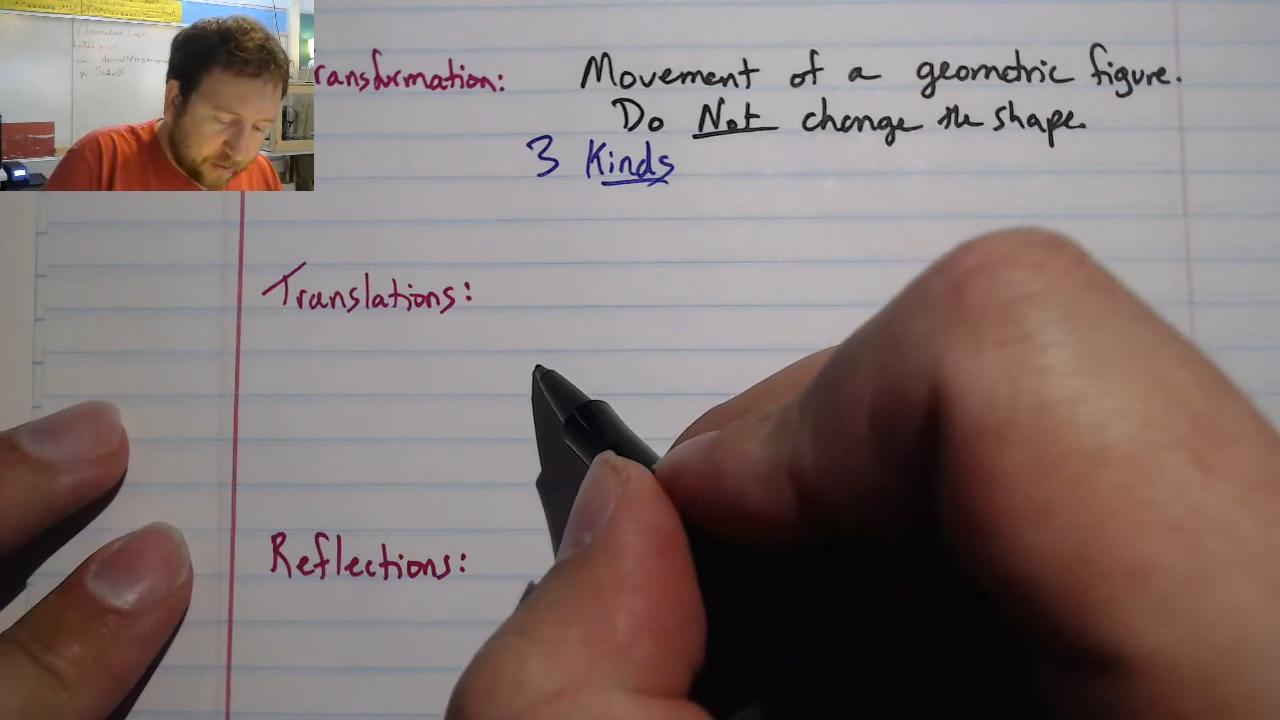 ransformation: Movement of a geometric figure.
Do Not change the shape.
3 Kinds
Translations:
Reflections: